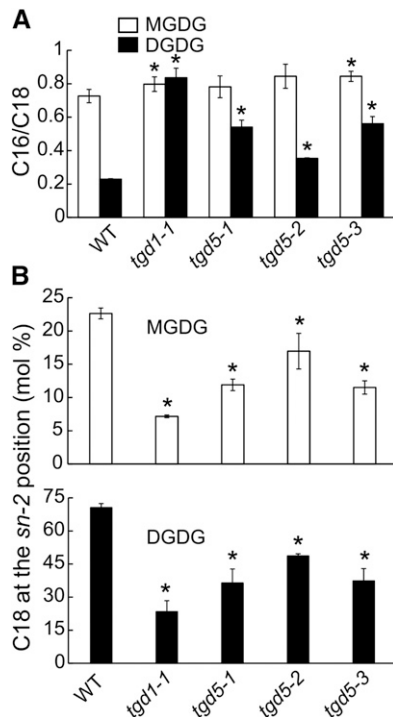 A
MGDG
DGDG
C16/C18
1
0.8
0.6
0.4
0.2
0
* * * * * *
WT tgd1-1 tgd5-1 tgd5-2 tgd5-3
B
C18 at the sn-2 position (mol %)
25
20
15
10
5
0
MGDG
* * * *
75
60
45
30
15
0
DGDG
* * * *
WT tgd1-1 tgd5-1 tgd5-2 tgd5-3